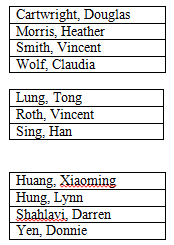 Cartwright, Douglas
Morris, Heather
Smith, Vincent
Wolf, Claudia
Lung, Tong
Roth, Vincent
Sing, Han
Huang, Xiaoming
Hung, Lynn
Shahlavi, Darren
Yen, Donnie